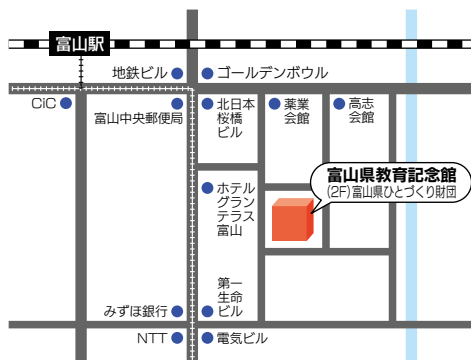 富山駅
地鉄ビル
ゴールデンボウル
CiC
富山中央郵便局
北日本
桜橋
ビル
薬業
会館
高志
会館
富山県教育記念館
(2F)富山県ひとづくり財団
ホテル
グラン
テラス
富山
第一
生命
ビル
みずほ銀行
NTT
電気ビル